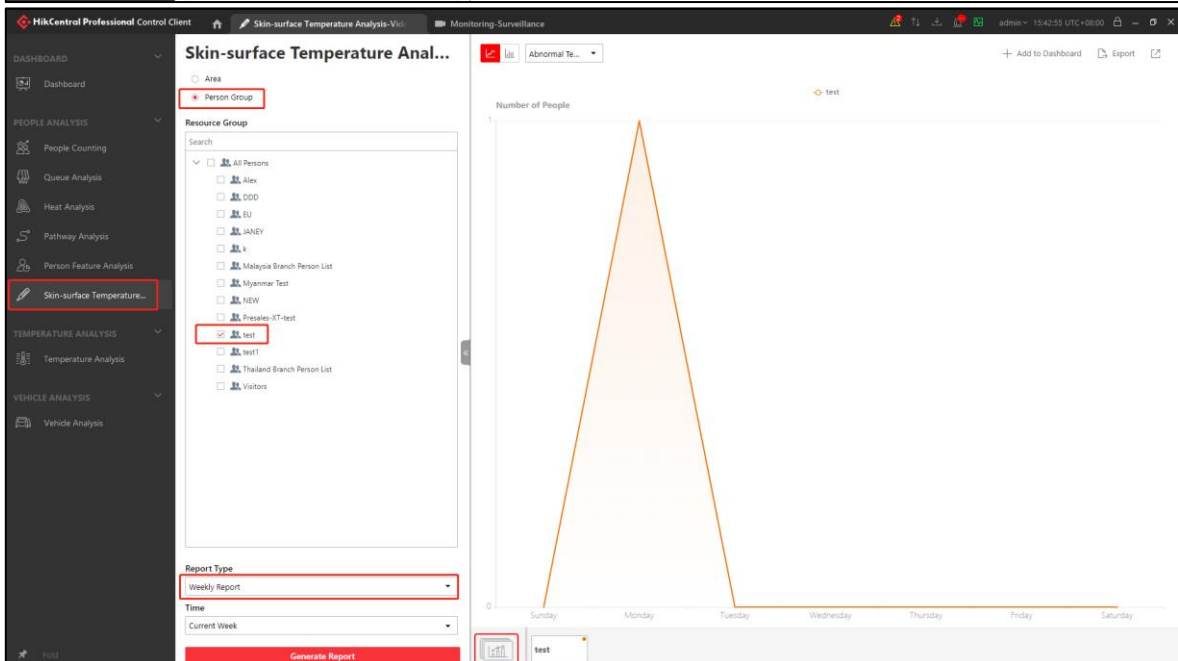 HikCentral Professional Control Client
Skin-surface Temperature Analysis-Vid
Monitoring-Surveillance
admin 15:42:55 UTC+08:00
DASHBOARD
Dashboard
PEOPLE ANALYSIS
People Counting
Queue Analysis
Heat Analysis
Pathway Analysis
Person Feature Analysis
Skin-surface Temperature...
TEMPERATURE ANALYSIS
Temperature Analysis
VEHICLE ANALYSIS
Vehicle Analysis
Fold
Skin-surface Temperature Anal...
Area
Person Group
Resource Group
Search
All Persons
Alex
DDD
EU
JANEY
k
Malaysia Branch Person List
Myanmar Test
NEW
Presales-XT-test
test
test1
Thailand Branch Person List
Visitors
Report Type
Weekly Report
Time
Current Week
Generate Report
Abnormal Te...
Add to Dashboard
Export
test
Number of People
1
0
Sunday Monday Tuesday Wednesday Thursday Friday Saturday
test